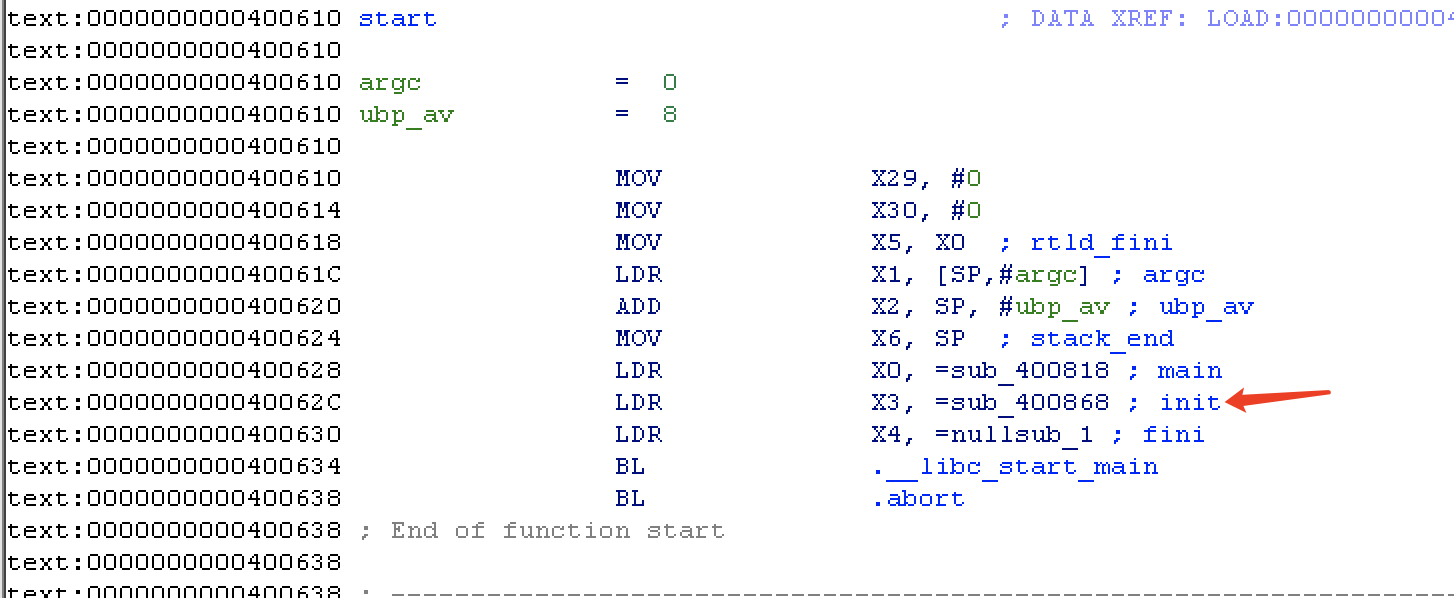 text:0000000000400610 start ; DATA XREF: LOAD:00000000004
text:0000000000400610
text:0000000000400610 argc = 0
text:0000000000400610 ubp_av = 8
text:0000000000400610
text:0000000000400610 MOV X29, #0
text:0000000000400614 MOV X30, #0
text:0000000000400618 MOV X5, X0 ; rtld_fini
text:000000000040061C LDR X1, [SP,#argc] ; argc
text:0000000000400620 ADD X2, SP, #ubp_av ; ubp_av
text:0000000000400624 MOV X6, SP ; stack_end
text:0000000000400628 LDR X0, =sub_400818 ; main
text:000000000040062C LDR X3, =sub_400868 ; init
text:0000000000400630 LDR X4, =nullsub_1 ; fini
text:0000000000400634 BL .__libc_start_main
text:0000000000400638 BL .abort
text:0000000000400638 ; End of function start
text:0000000000400638
text:0000000000400638 ; ---------------------------------------------------------------------------